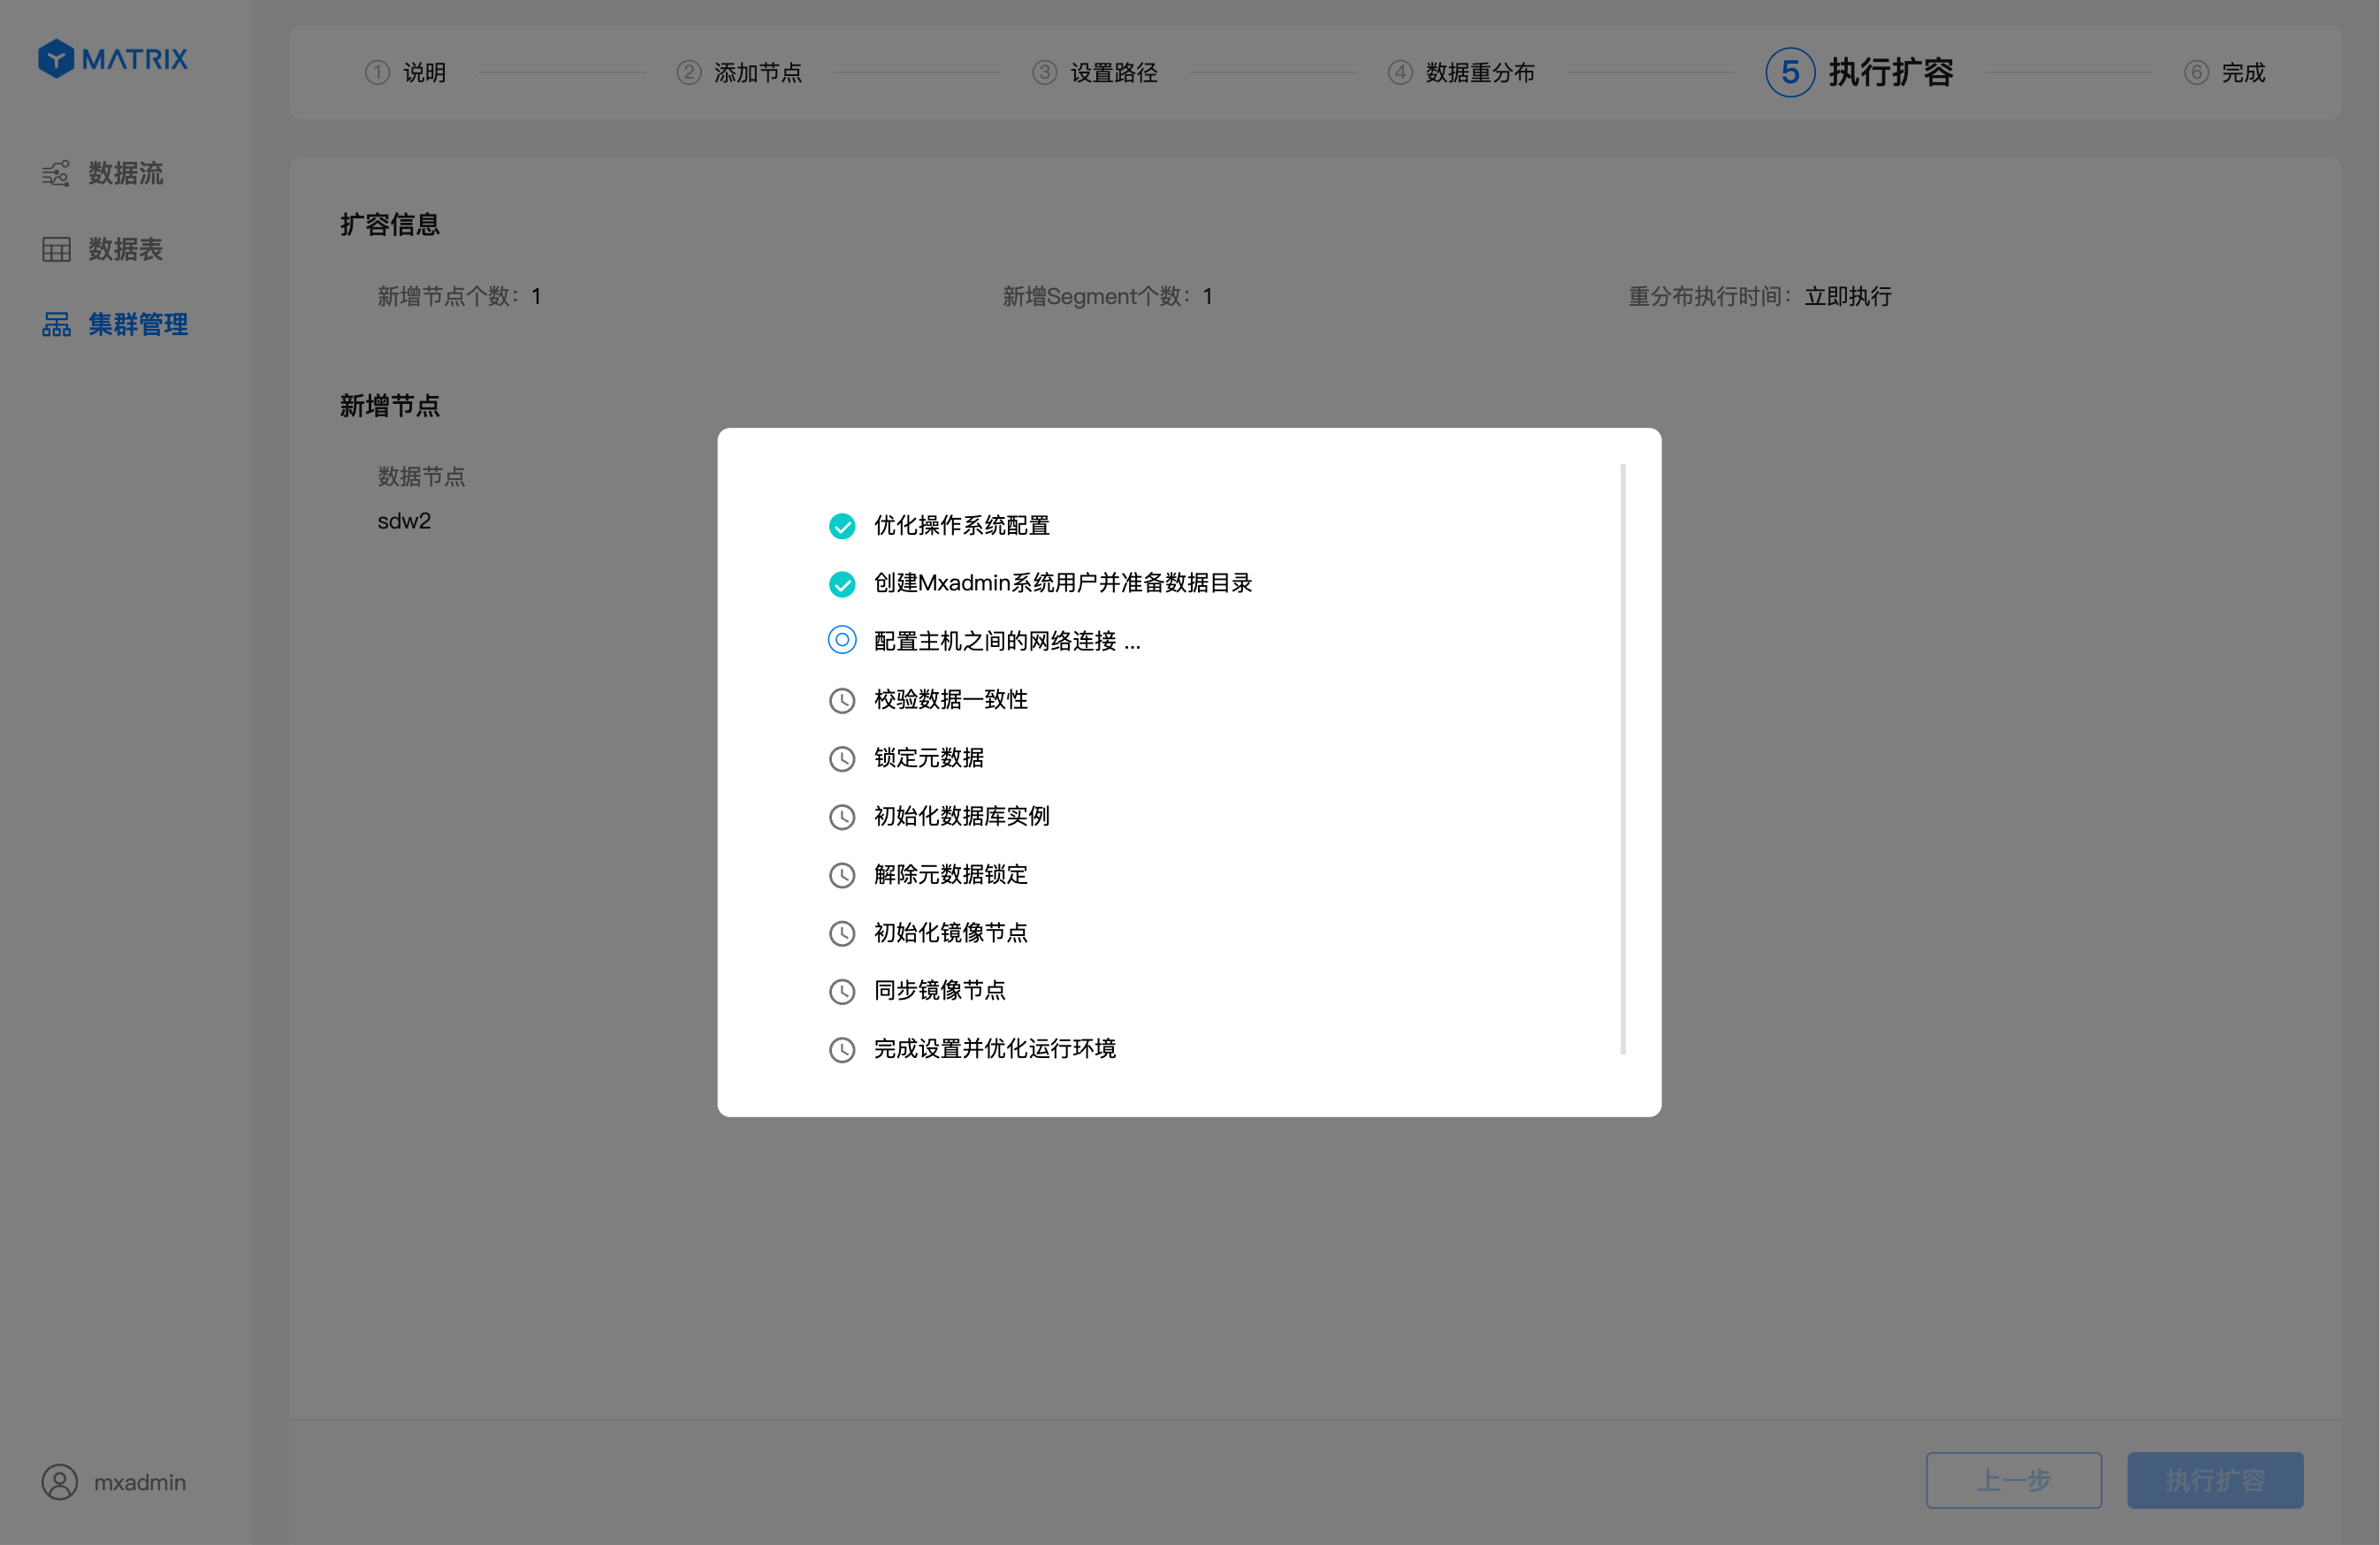 MATRIX
1 说明
2 添加节点
3 设置路径
4 数据重分布
5 执行扩容
6 完成
数据流
数据表
集群管理
扩容信息
新增节点个数：1
新增Segment个数：1
重分布执行时间：立即执行
新增节点
数据节点
sdw2
优化操作系统配置
创建Mxadmin系统用户并准备数据目录
配置主机之间的网络连接 ...
校验数据一致性
锁定元数据
初始化数据库实例
解除元数据锁定
初始化镜像节点
同步镜像节点
完成设置并优化运行环境
mxadmin
上一步
执行扩容